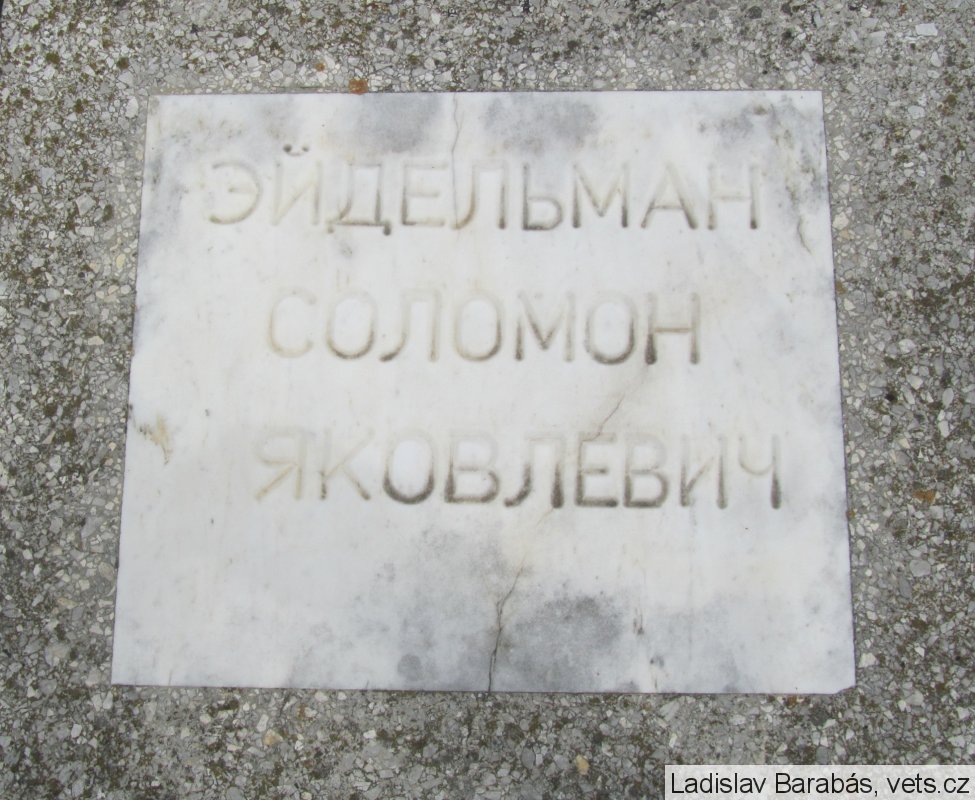 ЭЙДЕЛЬМАН
СОЛОМОН
ЯКОВЛЕВИЧ
Ladislav Barabás, vets.cz